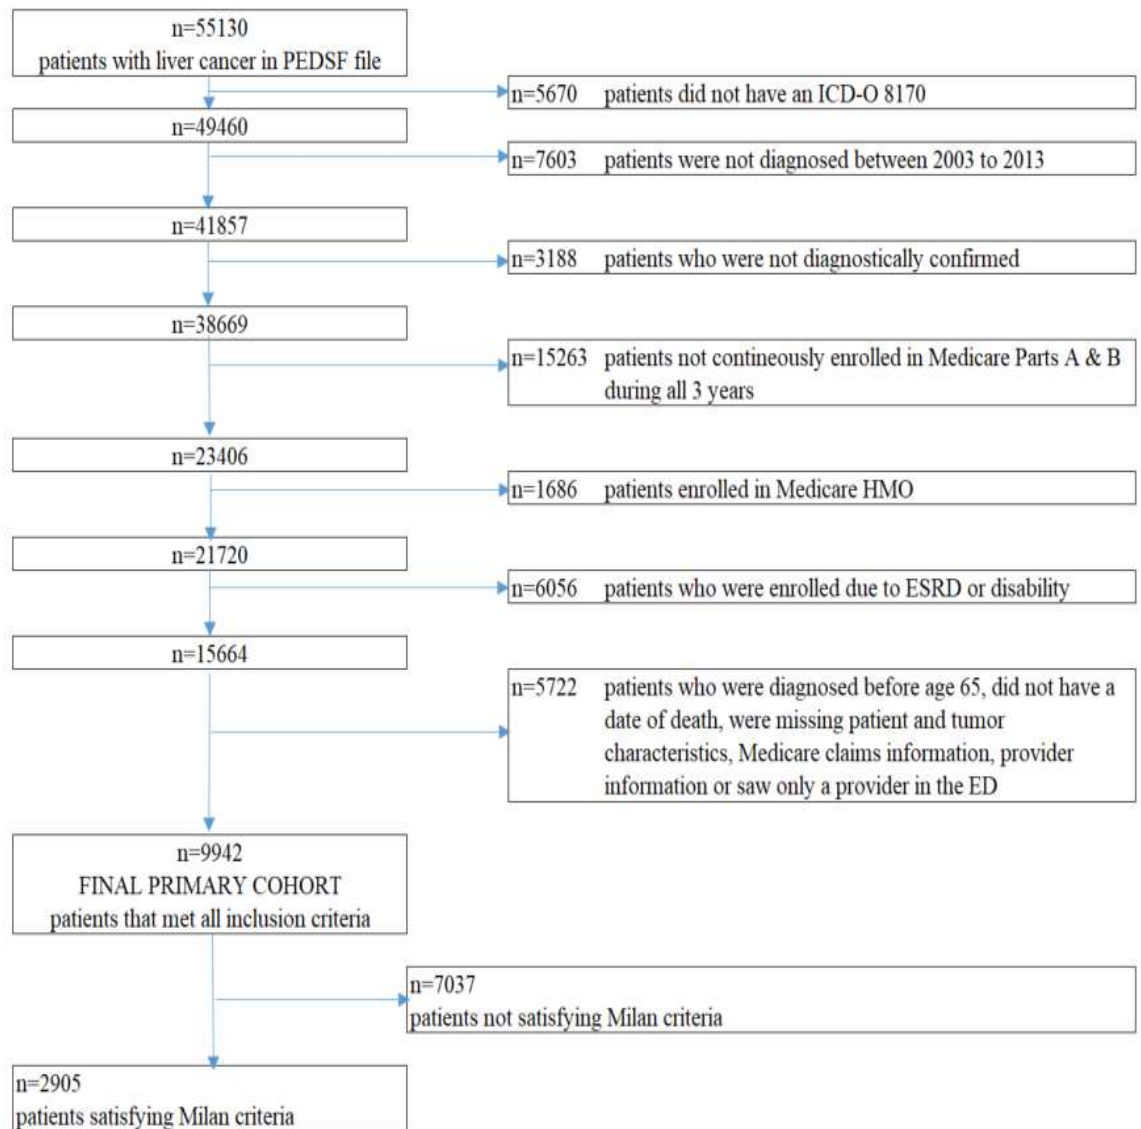 n=55130
patients with liver cancer in PEDSF file
n=5670 patients did not have an ICD-O 8170
n=49460
n=7603 patients were not diagnosed between 2003 to 2013
n=41857
n=3188 patients who were not diagnostically confirmed
n=38669
n=15263 patients not contineously enrolled in Medicare Parts A & B
during all 3 years
n=23406
n=1686 patients enrolled in Medicare HMO
n=21720
n=6056 patients who were enrolled due to ESRD or disability
n=15664
n=5722 patients who were diagnosed before age 65, did not have a
date of death, were missing patient and tumor
characteristics, Medicare claims information, provider
information or saw only a provider in the ED
n=9942
FINAL PRIMARY COHORT
patients that met all inclusion criteria
n=7037
patients not satisfying Milan criteria
n=2905
patients satisfying Milan criteria